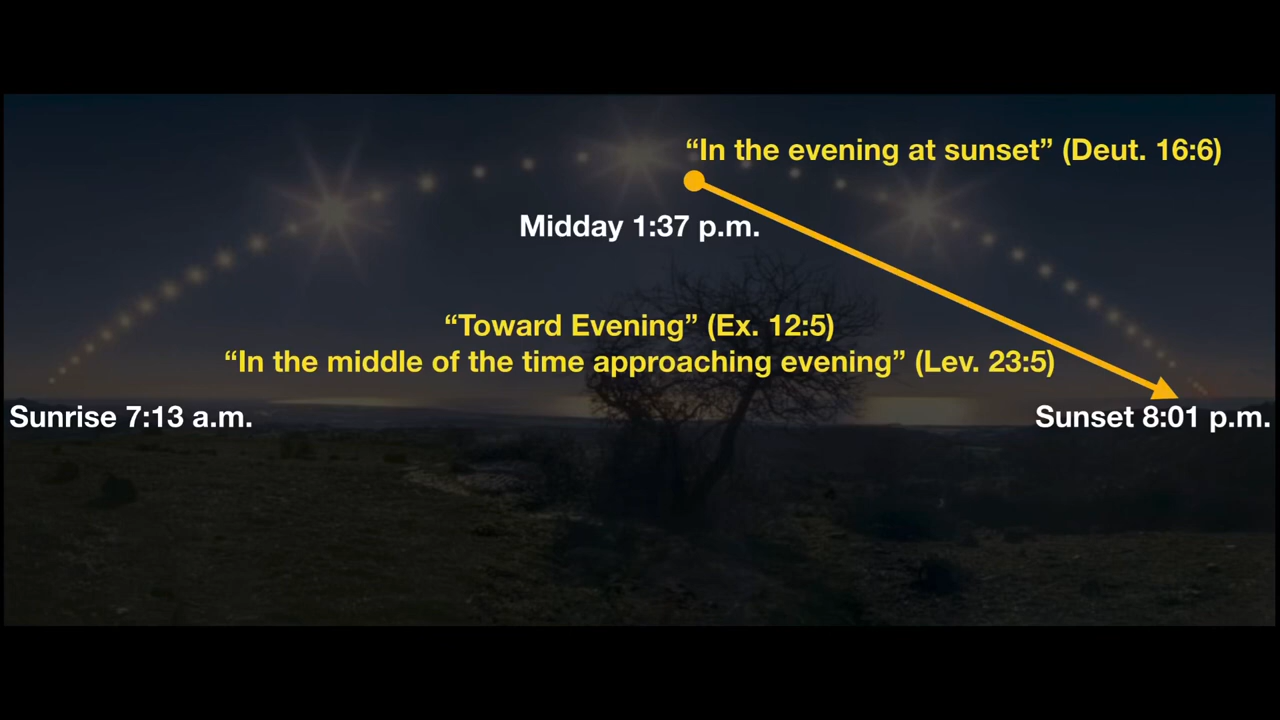 “In the evening at sunset” (Deut. 16:6)
Midday 1:37 p.m.
“Toward Evening” (Ex. 12:5)
“In the middle of the time approaching evening” (Lev. 23:5)
Sunrise 7:13 a.m.
Sunset 8:01 p.m.